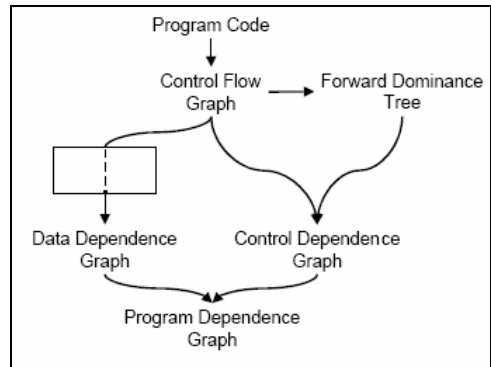 Program Code
Control Flow
Graph
Forward Dominance
Tree
Data Dependence
Graph
Control Dependence
Graph
Program Dependence
Graph